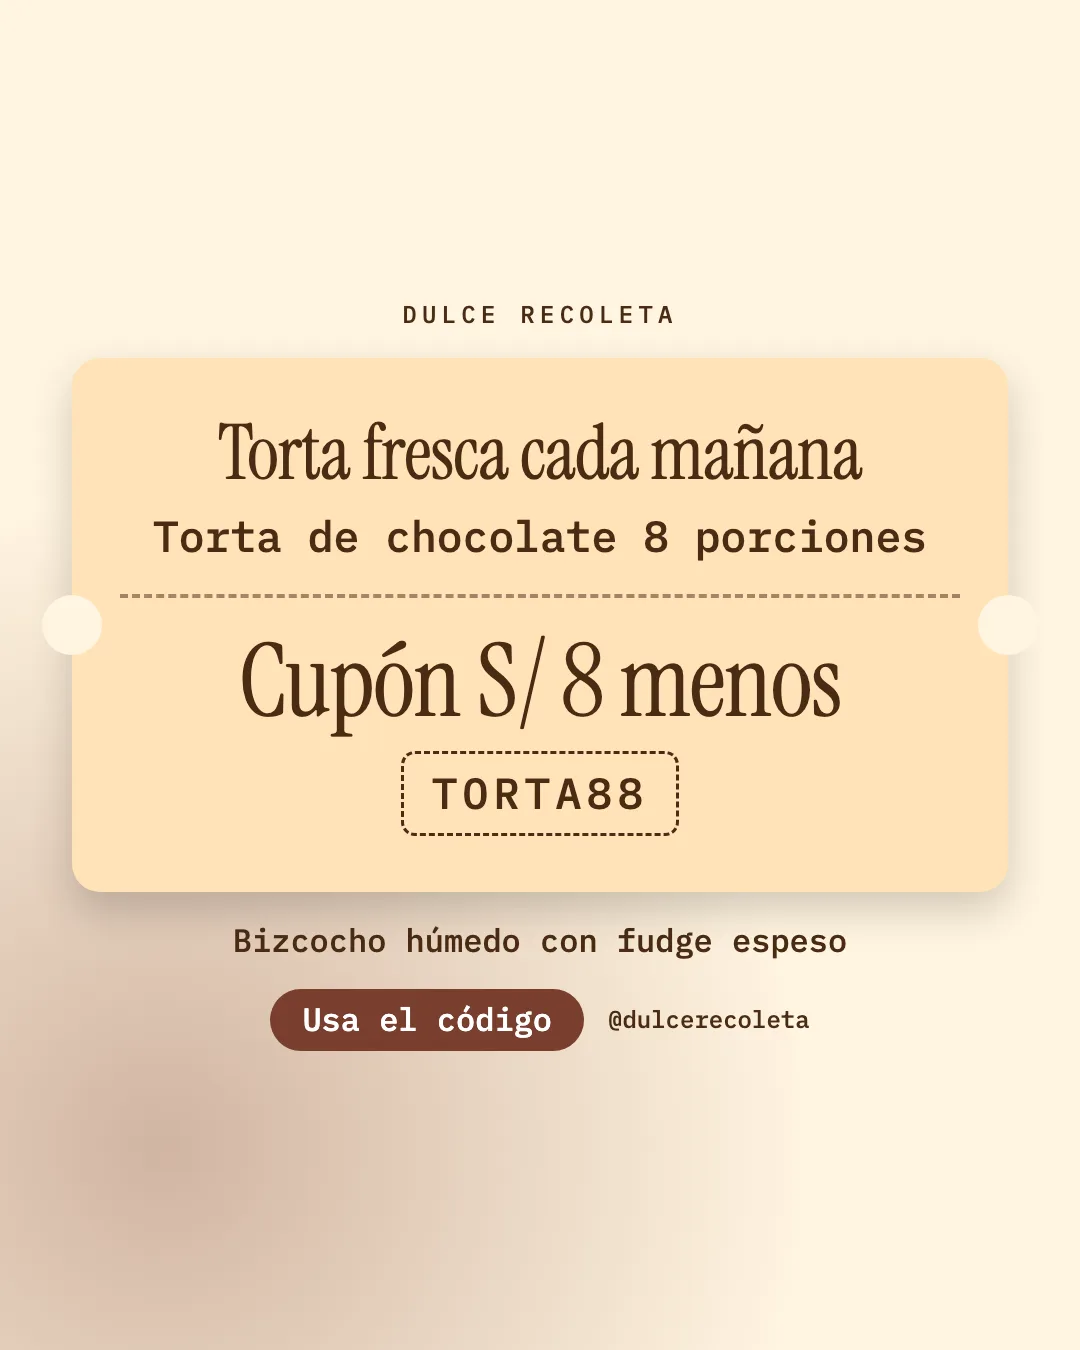 DULCE RECOLETA
Torta fresca cada mañana
Torta de chocolate 8 porciones
Cupón S/ 8 menos
TORTA88
Bizcocho húmedo con fudge espeso
Usa el código
@dulcerecoleta